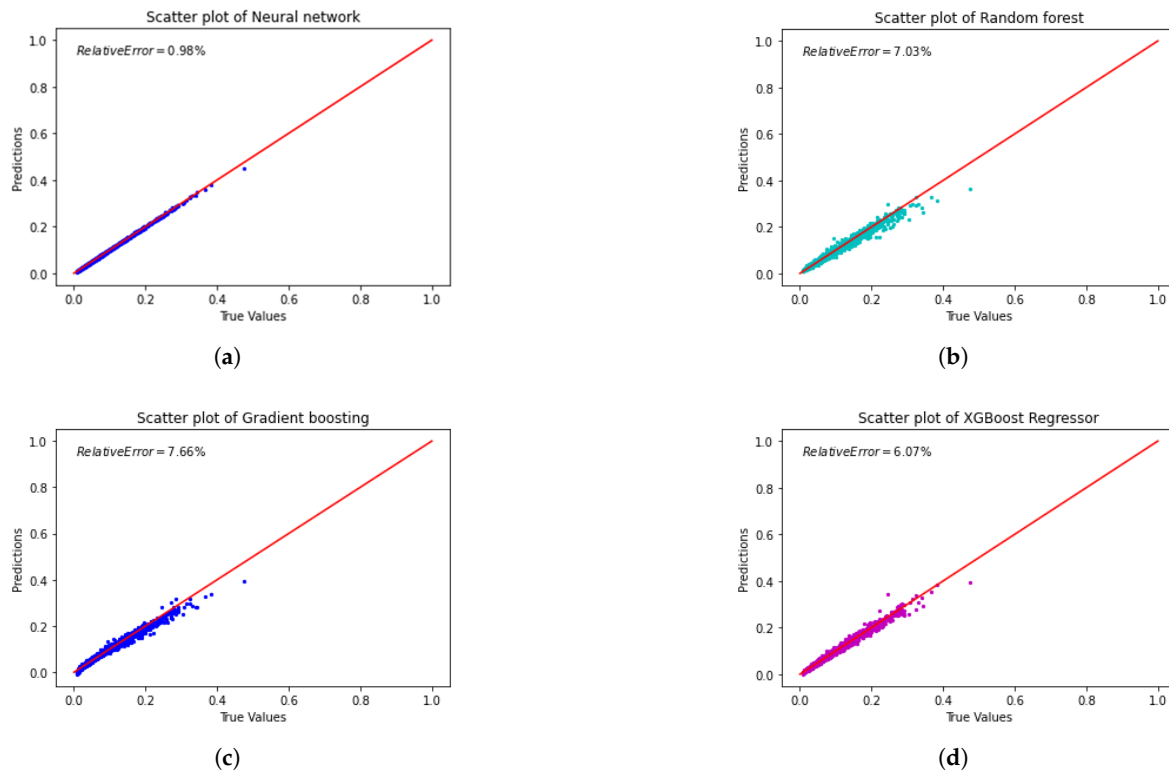 Scatter plot of Neural network
RelativeError = 0.98%
1.0
0.8
0.6
0.4
0.2
0.0
Predictions
0.0 0.2 0.4 0.6 0.8 1.0
True Values
(a)
Scatter plot of Random forest
RelativeError = 7.03%
1.0
0.8
0.6
0.4
0.2
0.0
Predictions
0.0 0.2 0.4 0.6 0.8 1.0
True Values
(b)
Scatter plot of Gradient boosting
RelativeError = 7.66%
1.0
0.8
0.6
0.4
0.2
0.0
Predictions
0.0 0.2 0.4 0.6 0.8 1.0
True Values
(c)
Scatter plot of XGBoost Regressor
RelativeError = 6.07%
1.0
0.8
0.6
0.4
0.2
0.0
Predictions
0.0 0.2 0.4 0.6 0.8 1.0
True Values
(d)